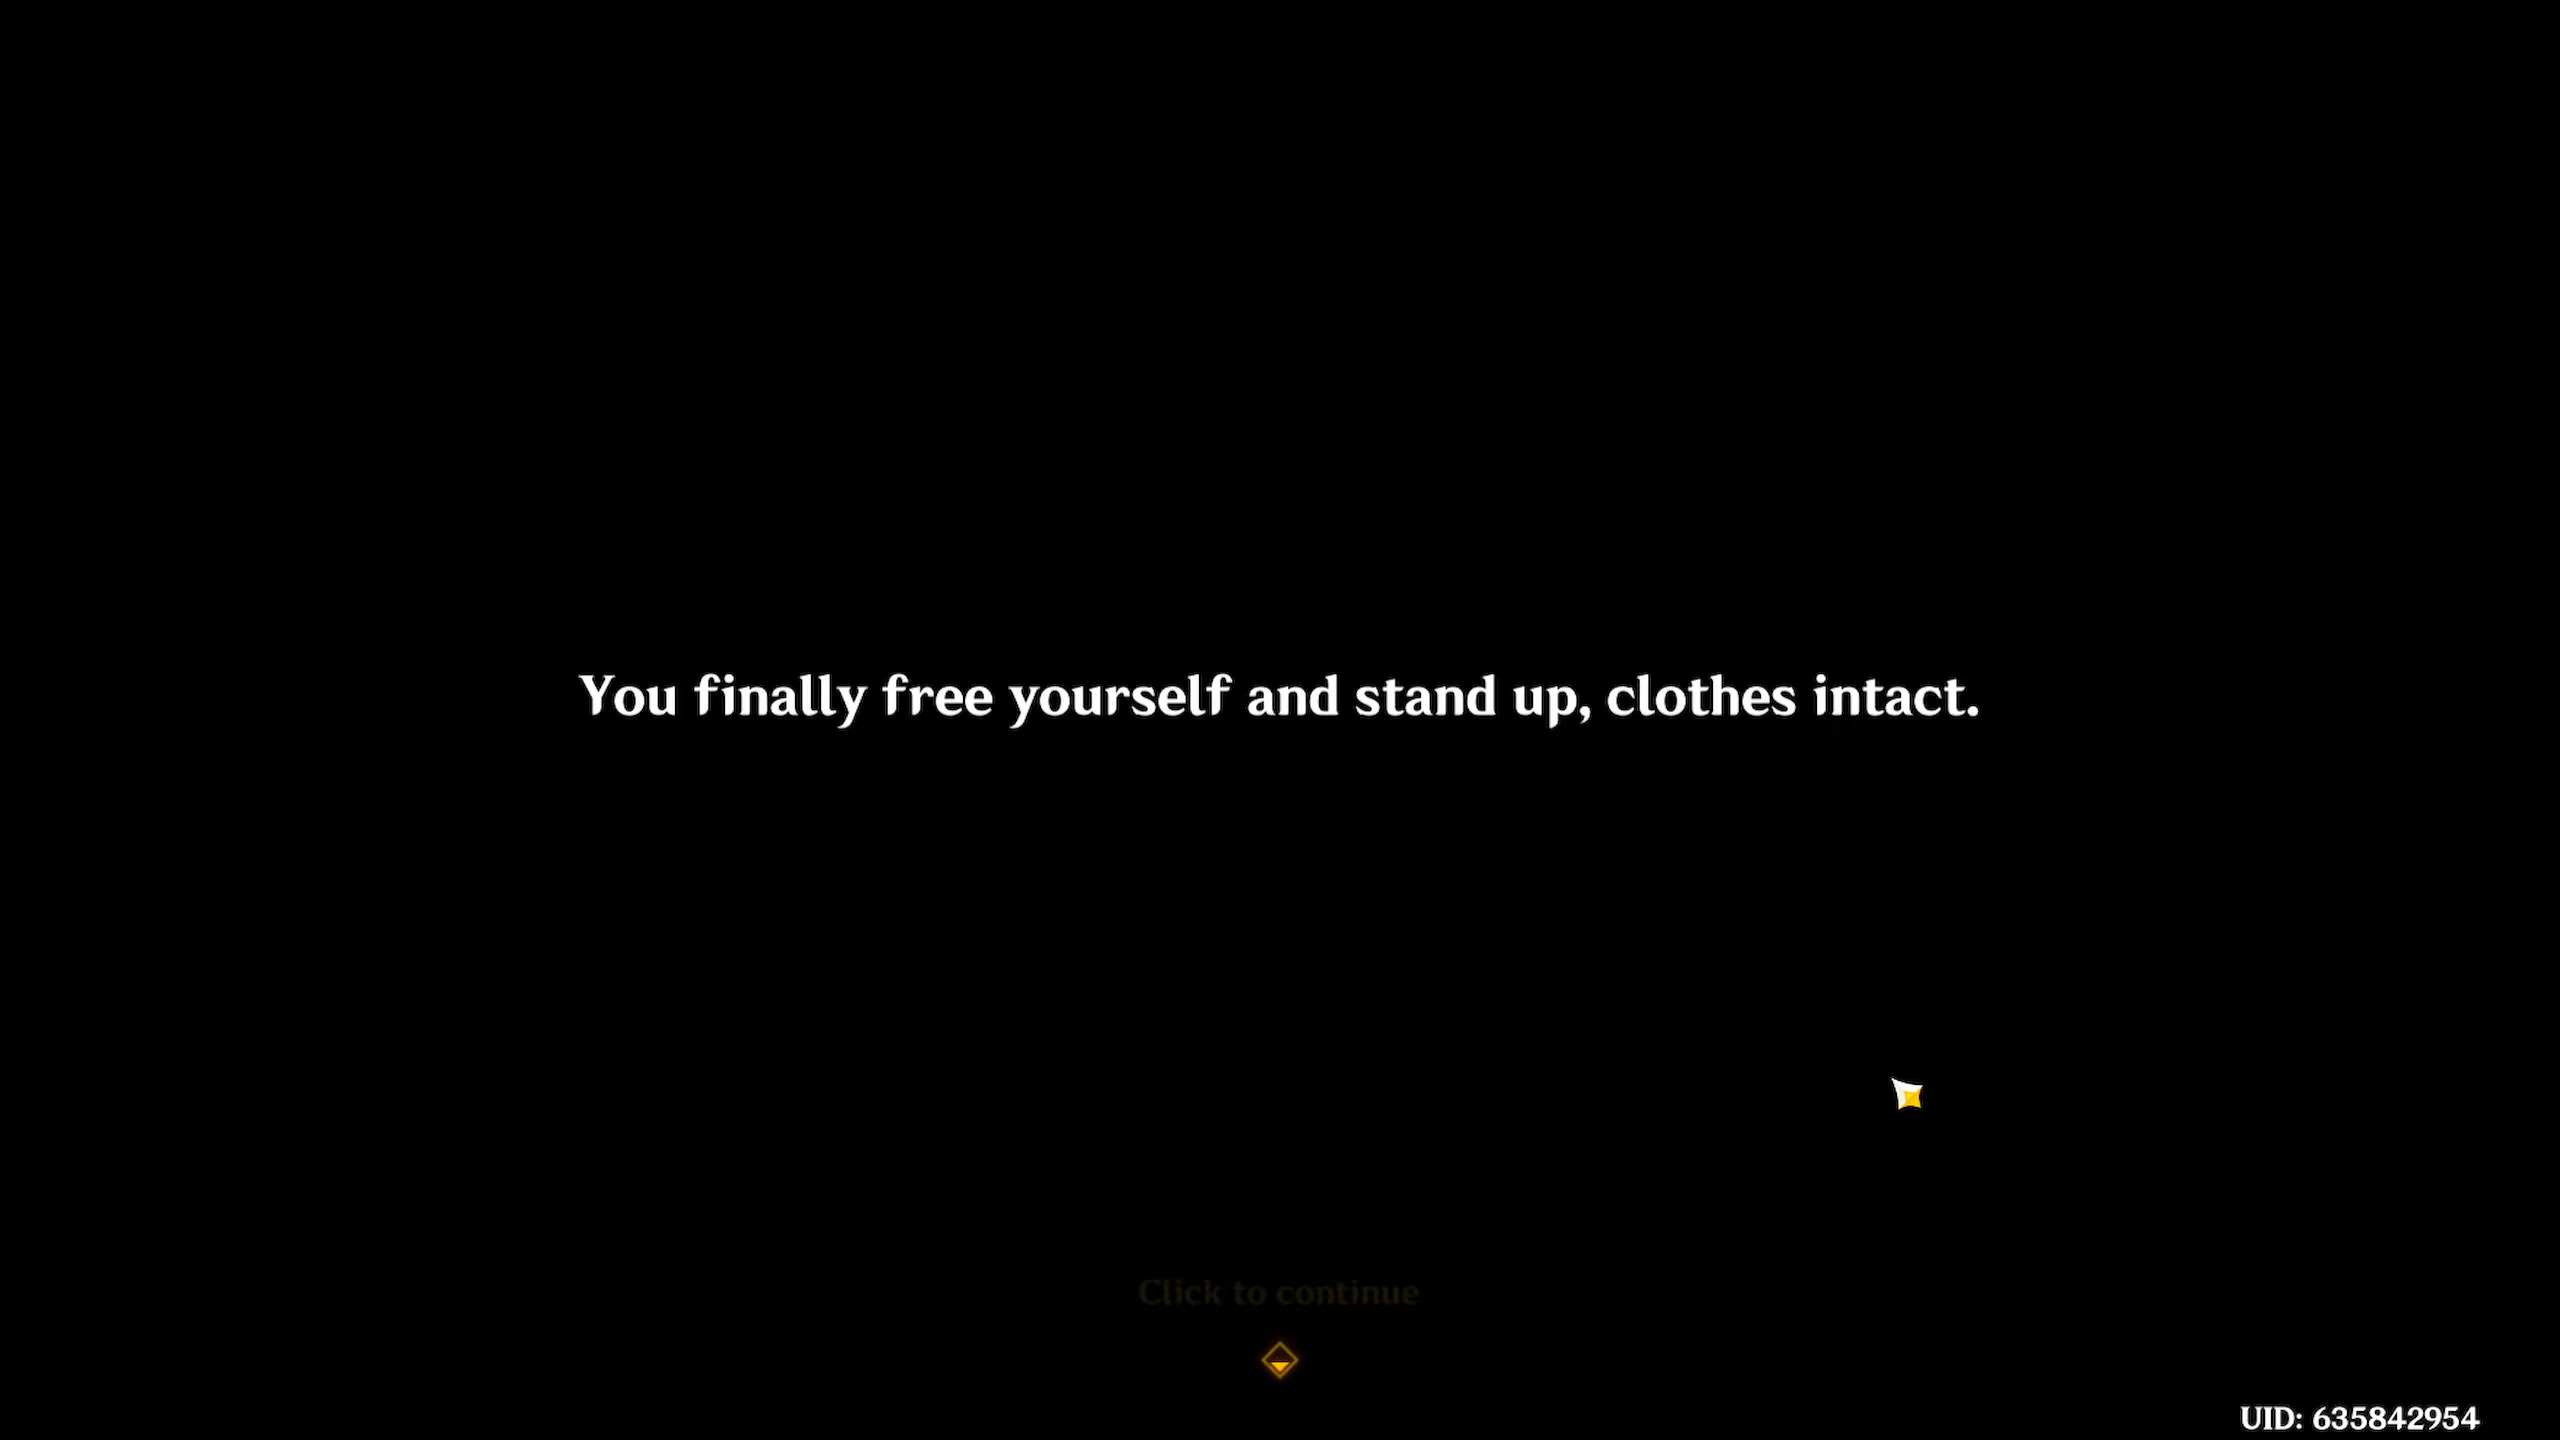 You finally free yourself and stand up, clothes intact.
Click to continue
UID: 635842954